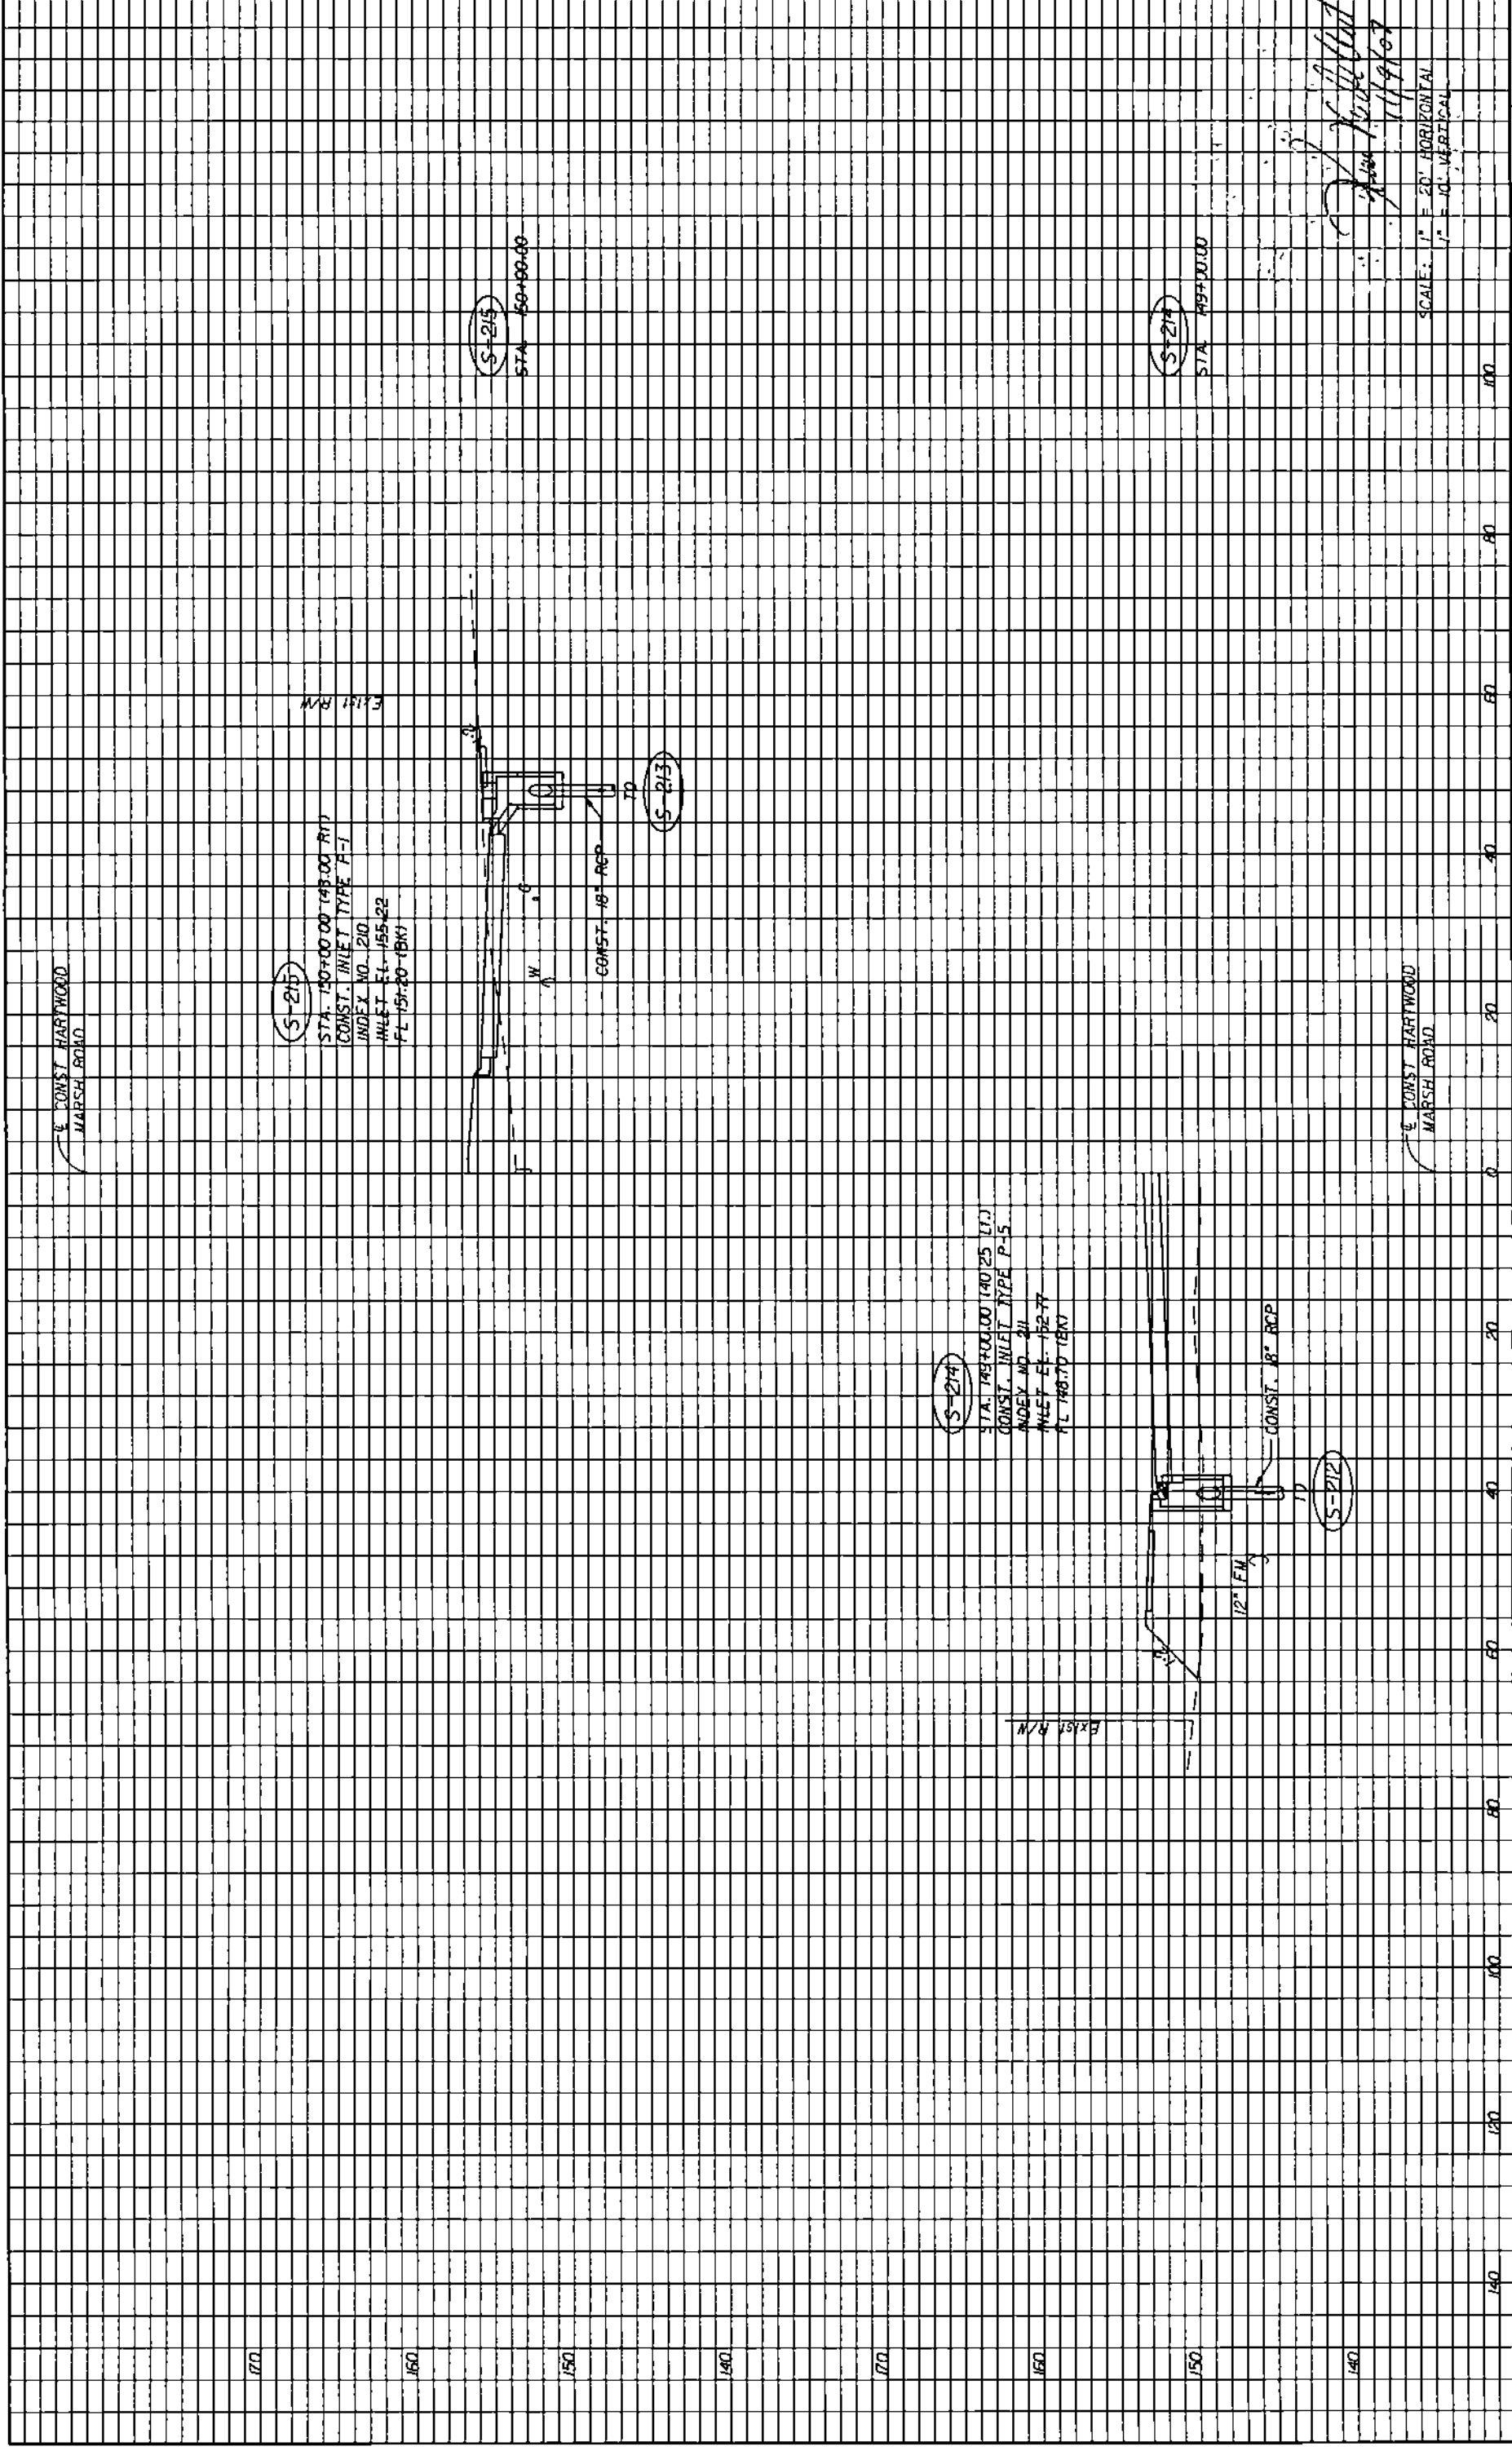 ℄ CONST HARTWOOD
MARSH ROAD
170
S-215
STA. 150+00.00 (43.00 RT)
CONST. INLET TYPE P-1
INDEX NO. 210
INLET EL. 155.22
FL 151.20 (BK)
Exist R/W
160
S-215
STA 150+00.00
W
G
150
CONST. 18" RCP
TO
S-213
140
170
S-214
STA. 149+00.00 (40.25 LT.)
CONST. INLET TYPE P-5
INDEX NO. 211
INLET EL. 152.77
FL 148.70 (BK)
160
Exist R/W
S-214
STA 149+00.00
1:2
150
12" FM
CONST. 18" RCP
TO
S-212
140
℄ CONST HARTWOOD
MARSH ROAD
SCALE: 1" = 20' HORIZONTAL
1" = 10' VERTICAL
140 120 100 80 60 40 20 0 20 40 60 80 100